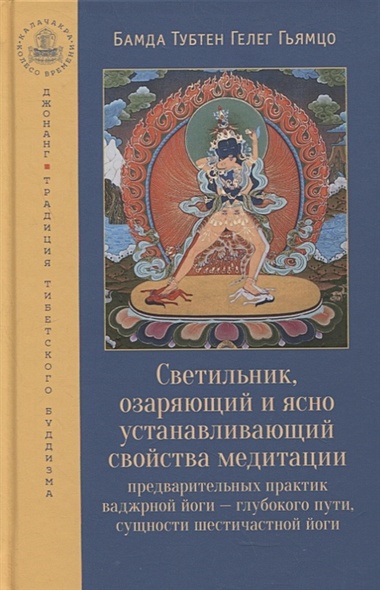 Бамда Тубтен Гелег Гьямцо
КАЛАЧАКРА
КОЛЕСО ВРЕМЕНИ
ДЖОНАНГ ■ ТРАДИЦИЯ ТИБЕТСКОГО БУДДИЗМА
Светильник,
озаряющий и ясно
устанавливающий
свойства медитации
предварительных практик
ваджрной йоги — глубокого пути,
сущности шестичастной йоги